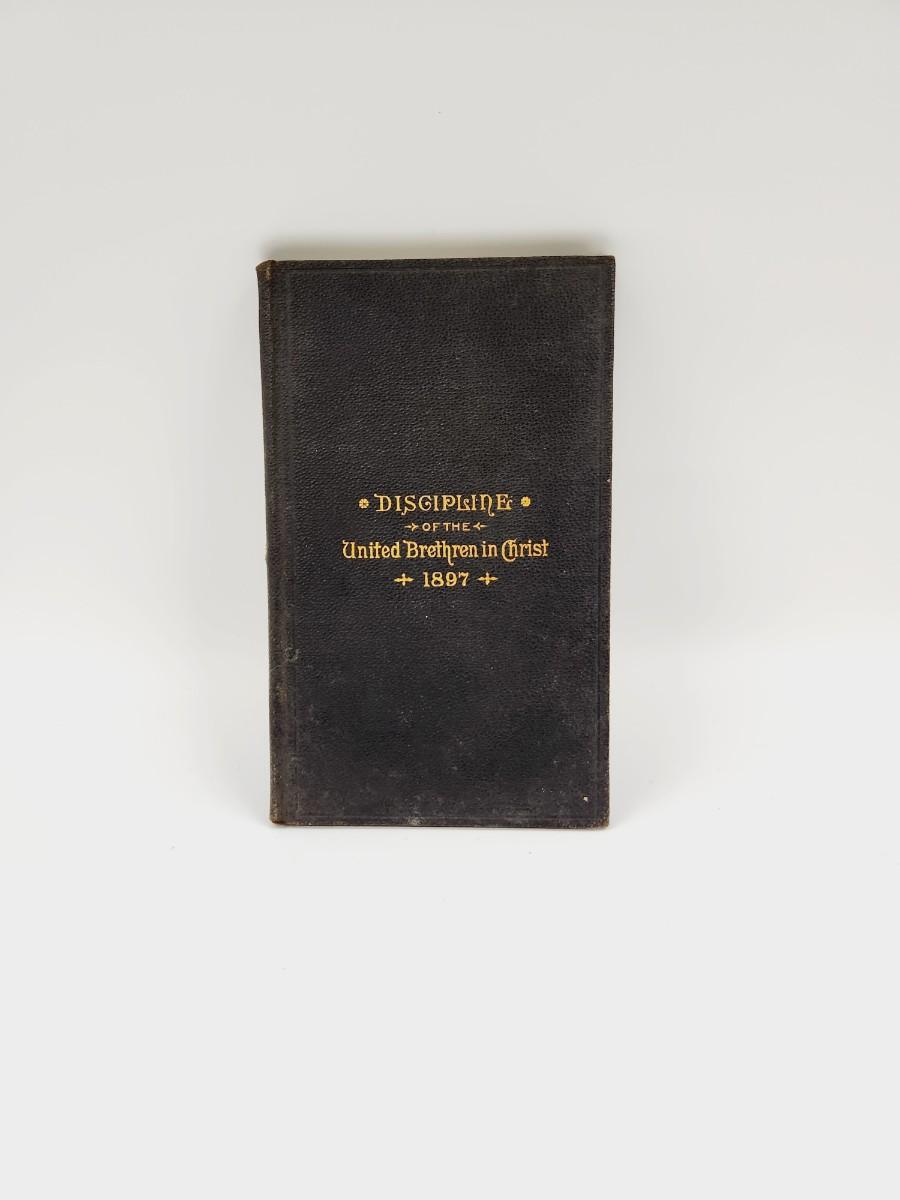 DISCIPLINE
OF THE
United Brethren in Christ
1897